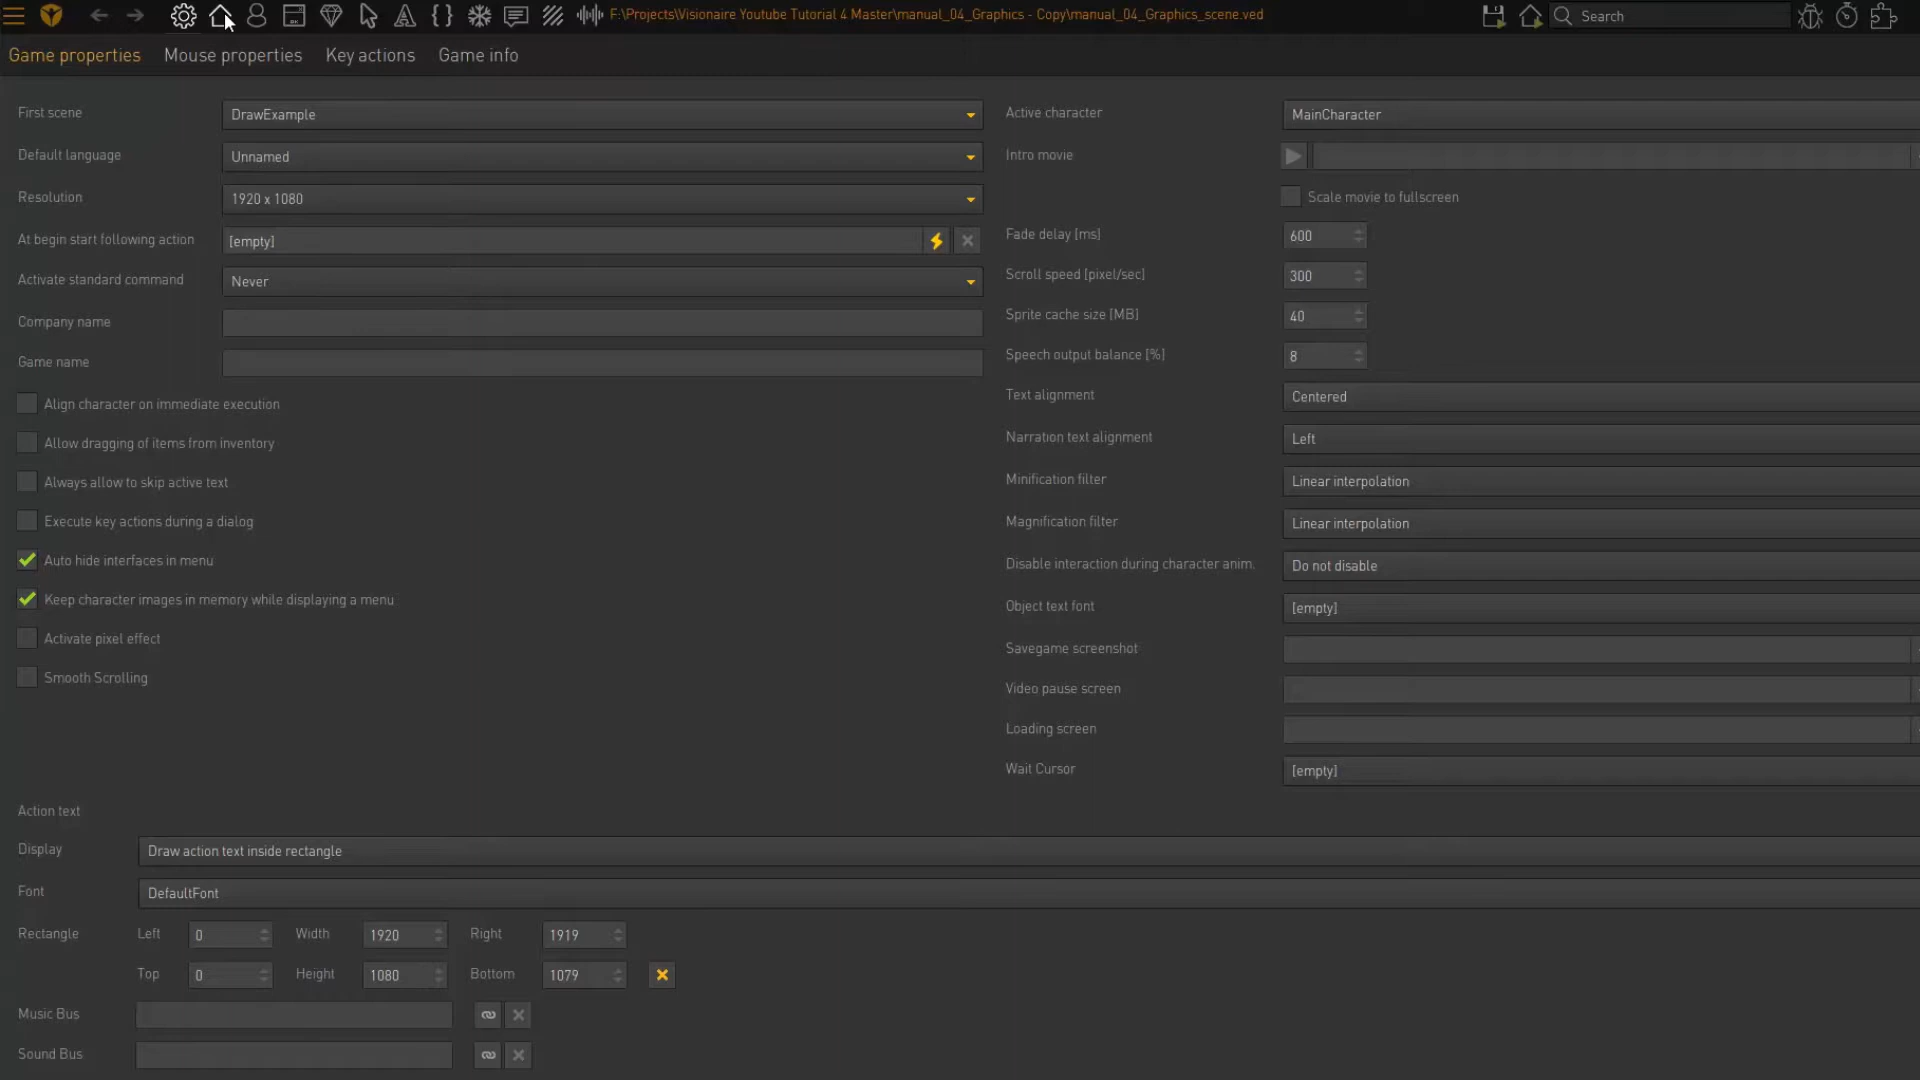 F:\Projects\Visionaire Youtube Tutorial 4 Master\manual_04_Graphics - Copy\manual_04_Graphics_scene.ved
Search
Game properties Mouse properties Key actions Game info
First scene DrawExample
Default language Unnamed
Resolution 1920 x 1080
At begin start following action [empty]
Activate standard command Never
Company name
Game name
Align character on immediate execution
Allow dragging of items from inventory
Always allow to skip active text
Execute key actions during a dialog
Auto hide interfaces in menu
Keep character images in memory while displaying a menu
Activate pixel effect
Smooth Scrolling
Active character MainCharacter
Intro movie
Scale movie to fullscreen
Fade delay [ms] 600
Scroll speed [pixel/sec] 300
Sprite cache size [MB] 40
Speech output balance [%] 8
Text alignment Centered
Narration text alignment Left
Minification filter Linear interpolation
Magnification filter Linear interpolation
Disable interaction during character anim. Do not disable
Object text font [empty]
Savegame screenshot
Video pause screen
Loading screen
Wait Cursor [empty]
Action text
Display Draw action text inside rectangle
Font DefaultFont
Rectangle Left 0 Width 1920 Right 1919
Top 0 Height 1080 Bottom 1079
Music Bus
Sound Bus